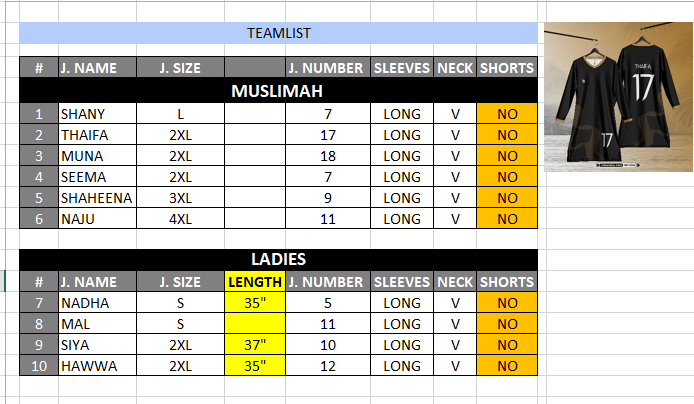 TEAMLIST
# J. NAME J. SIZE J. NUMBER SLEEVES NECK SHORTS
MUSLIMAH
1 SHANY L 7 LONG V NO
2 THAIFA 2XL 17 LONG V NO
3 MUNA 2XL 18 LONG V NO
4 SEEMA 2XL 7 LONG V NO
5 SHAHEENA 3XL 9 LONG V NO
6 NAJU 4XL 11 LONG V NO
LADIES
# J. NAME J. SIZE LENGTH J. NUMBER SLEEVES NECK SHORTS
7 NADHA S 35" 5 LONG V NO
8 MAL S 11 LONG V NO
9 SIYA 2XL 37" 10 LONG V NO
10 HAWWA 2XL 35" 12 LONG V NO
THAIFA
17
17